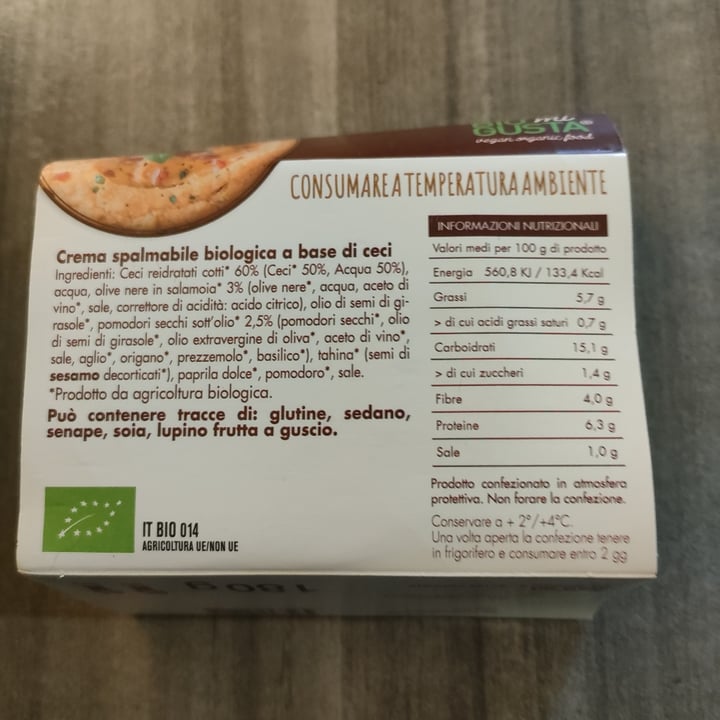 BIO mi
GUSTA®
vegan organic food
CONSUMARE A TEMPERATURA AMBIENTE
Crema spalmabile biologica a base di ceci
Ingredienti: Ceci reidratati cotti* 60% (Ceci* 50%, Acqua 50%),
acqua, olive nere in salamoia* 3% (olive nere*, acqua, aceto di
vino*, sale, correttore di acidità: acido citrico), olio di semi di gi-
rasole*, pomodori secchi sott'olio* 2,5% (pomodori secchi*, olio
di semi di girasole*, olio extravergine di oliva*, aceto di vino*,
sale, aglio*, origano*, prezzemolo*, basilico*), tahina* (semi di
sesamo decorticati*), paprila dolce*, pomodoro*, sale.
*Prodotto da agricoltura biologica.
Può contenere tracce di: glutine, sedano,
senape, soia, lupino frutta a guscio.
IT BIO 014
AGRICOLTURA UE/NON UE
INFORMAZIONI NUTRIZIONALI
Valori medi per 100 g di prodotto
Energia 560,8 KJ / 133,4 Kcal
Grassi 5,7 g
> di cui acidi grassi saturi 0,7 g
Carboidrati 15,1 g
> di cui zuccheri 1,4 g
Fibre 4,0 g
Proteine 6,3 g
Sale 1,0 g
Prodotto confezionato in atmosfera
protettiva. Non forare la confezione.
Conservare a + 2°/+4°C.
Una volta aperta la confezione tenere
in frigorifero e consumare entro 2 gg
180 g